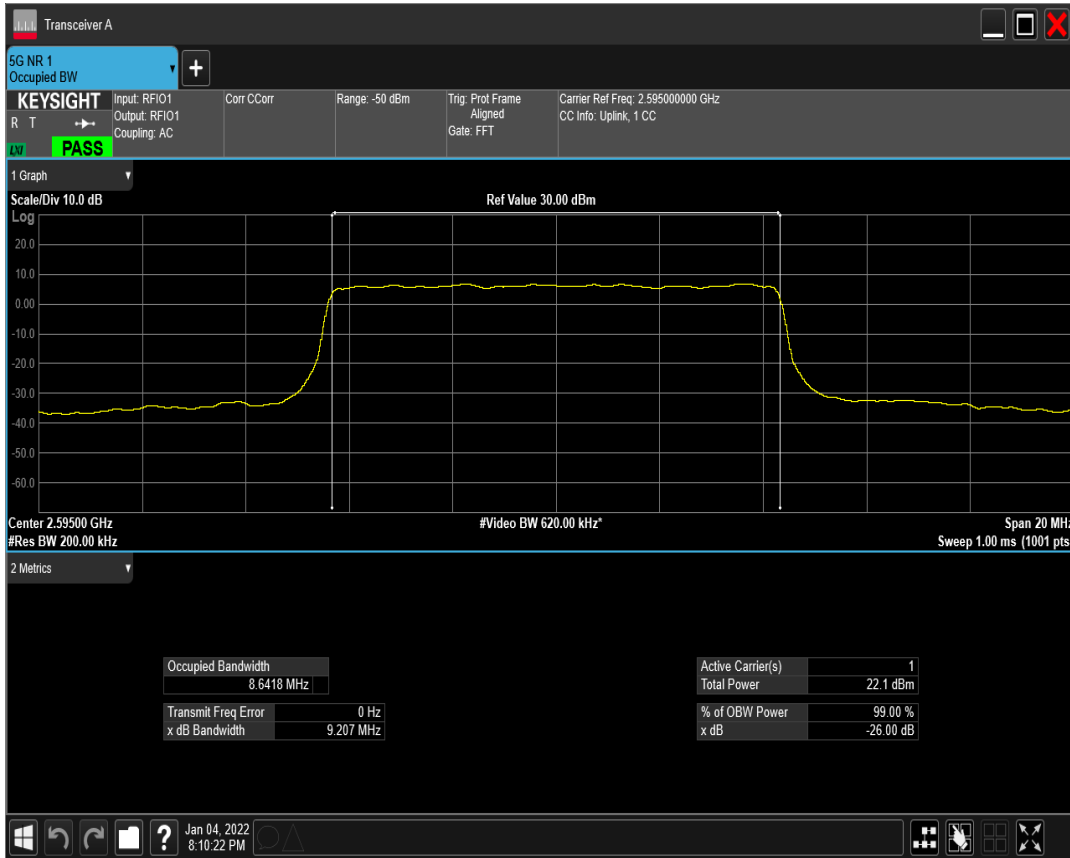 Transceiver A
5G NR 1
Occupied BW
KEYSIGHT
R T
LXI
PASS
Input: RFIO1
Output: RFIO1
Coupling: AC
Corr CCorr
Range: -50 dBm
Trig: Prot Frame
Aligned
Gate: FFT
Carrier Ref Freq: 2.595000000 GHz
CC Info: Uplink, 1 CC
1 Graph
Scale/Div 10.0 dB
Ref Value 30.00 dBm
Log
20.0
10.0
0.00
-10.0
-20.0
-30.0
-40.0
-50.0
-60.0
Center 2.59500 GHz
#Video BW 620.00 kHz*
Span 20 MHz
#Res BW 200.00 kHz
Sweep 1.00 ms (1001 pts
2 Metrics
Occupied Bandwidth
8.6418 MHz
Transmit Freq Error 0 Hz
x dB Bandwidth 9.207 MHz
Active Carrier(s) 1
Total Power 22.1 dBm
% of OBW Power 99.00 %
x dB -26.00 dB
?
Jan 04, 2022
8:10:22 PM